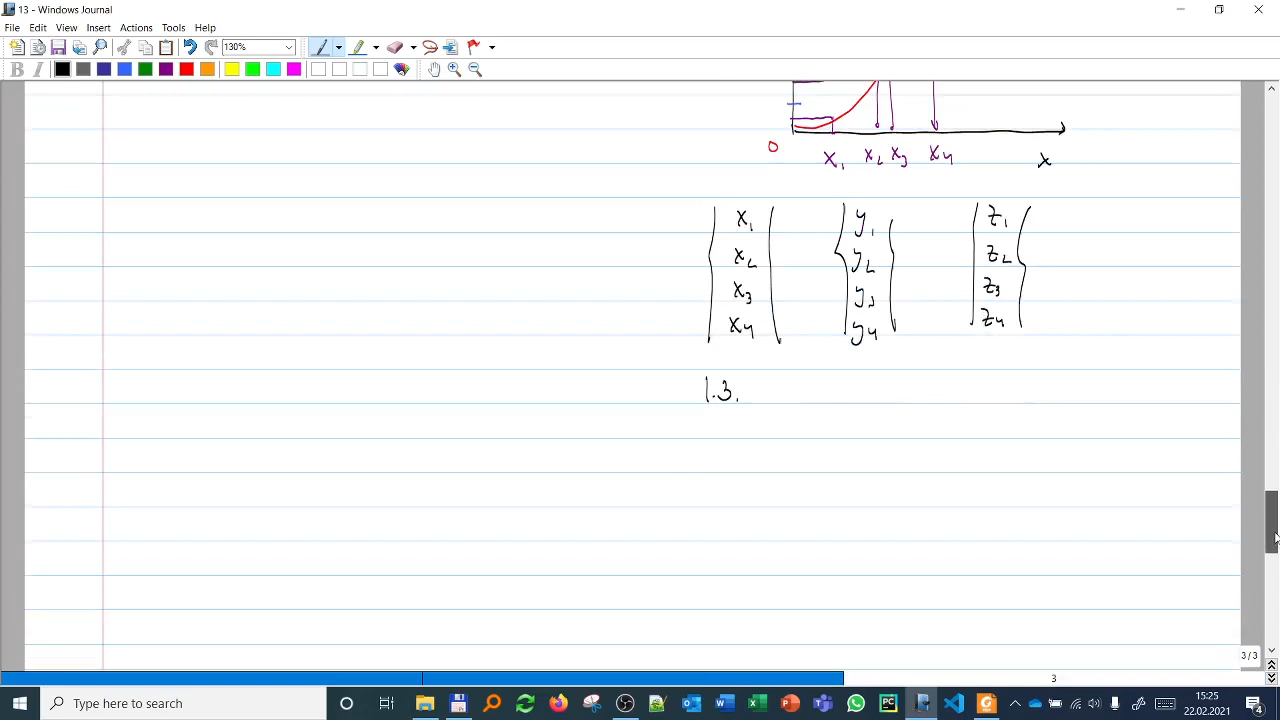 13 - Windows Journal
File Edit View Insert Actions Tools Help
130%
B I
0
x1 x2 x3 x4 x
x1 y1 z1
x2 y2 z2
x3 y3 z3
x4 y4 z4
1.3.
3/3
3
Type here to search
15:25
22.02.2021
4